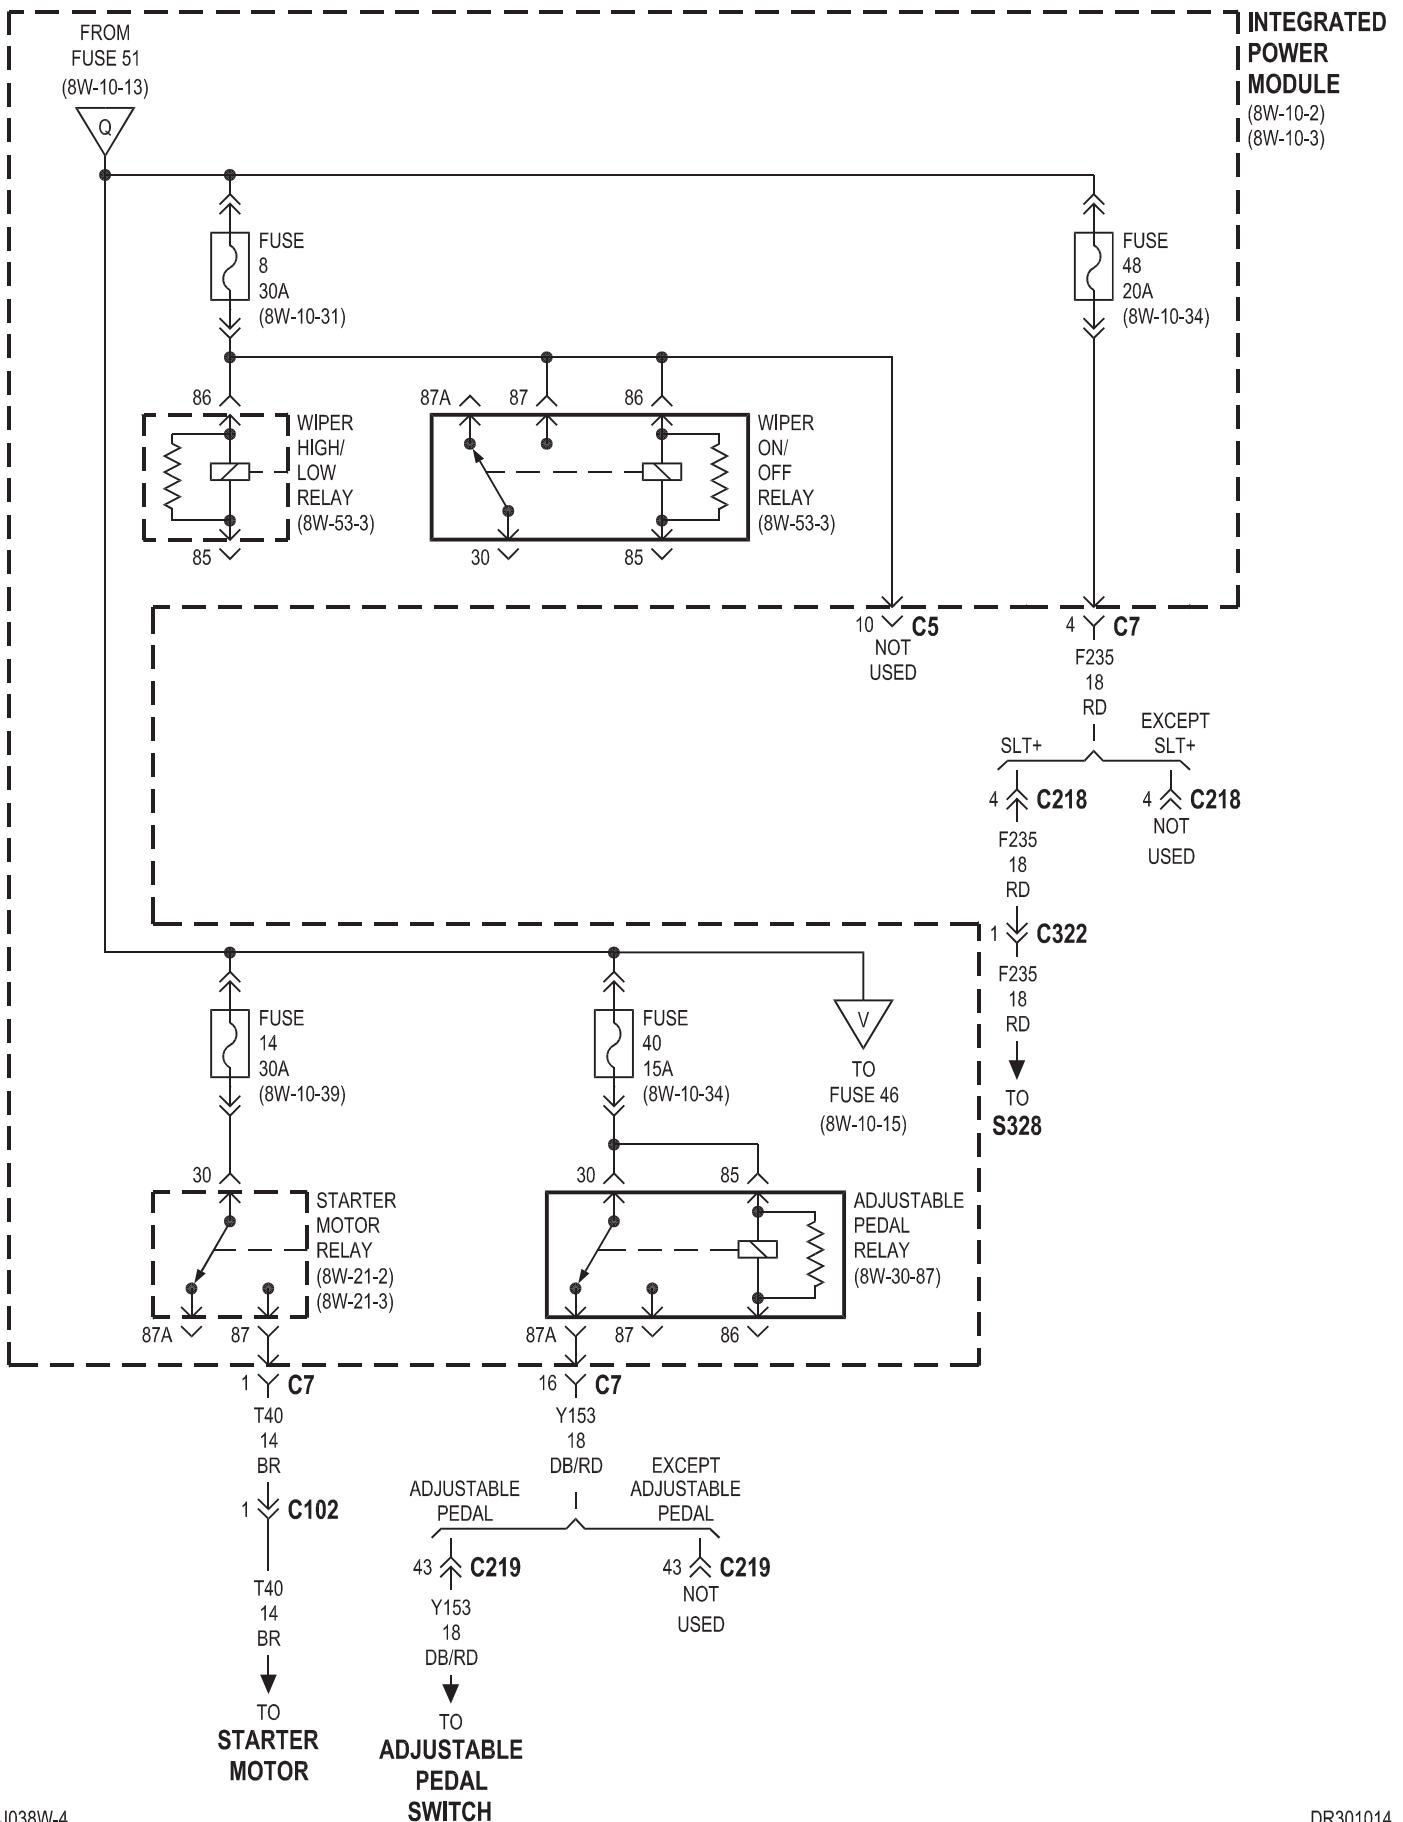 FROM
FUSE 51
(8W-10-13)
Q
INTEGRATED
POWER
MODULE
(8W-10-2)
(8W-10-3)
FUSE
8
30A
(8W-10-31)
FUSE
48
20A
(8W-10-34)
86
WIPER
HIGH/
LOW
RELAY
(8W-53-3)
85
87A
87
86
WIPER
ON/
OFF
RELAY
(8W-53-3)
30
85
10 C5
NOT
USED
4 C7
F235
18
RD
SLT+
EXCEPT
SLT+
4 C218
F235
18
RD
4 C218
NOT
USED
1 C322
F235
18
RD
TO
S328
FUSE
14
30A
(8W-10-39)
FUSE
40
15A
(8W-10-34)
V
TO
FUSE 46
(8W-10-15)
30
STARTER
MOTOR
RELAY
(8W-21-2)
(8W-21-3)
87A
87
30
85
ADJUSTABLE
PEDAL
RELAY
(8W-30-87)
87A
87
86
1 C7
T40
14
BR
1 C102
T40
14
BR
TO
STARTER
MOTOR
16 C7
Y153
18
DB/RD
ADJUSTABLE
PEDAL
EXCEPT
ADJUSTABLE
PEDAL
43 C219
Y153
18
DB/RD
TO
ADJUSTABLE
PEDAL
SWITCH
43 C219
NOT
USED
J038W-4
DR301014